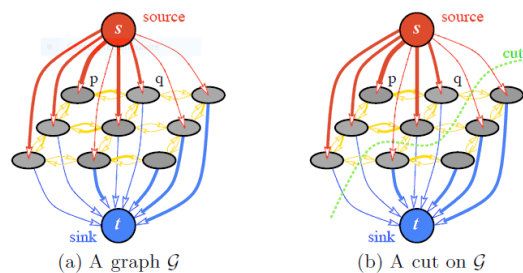 source
s
p
q
t
sink
(a) A graph G
source
s
cut
p
q
t
sink
(b) A cut on G